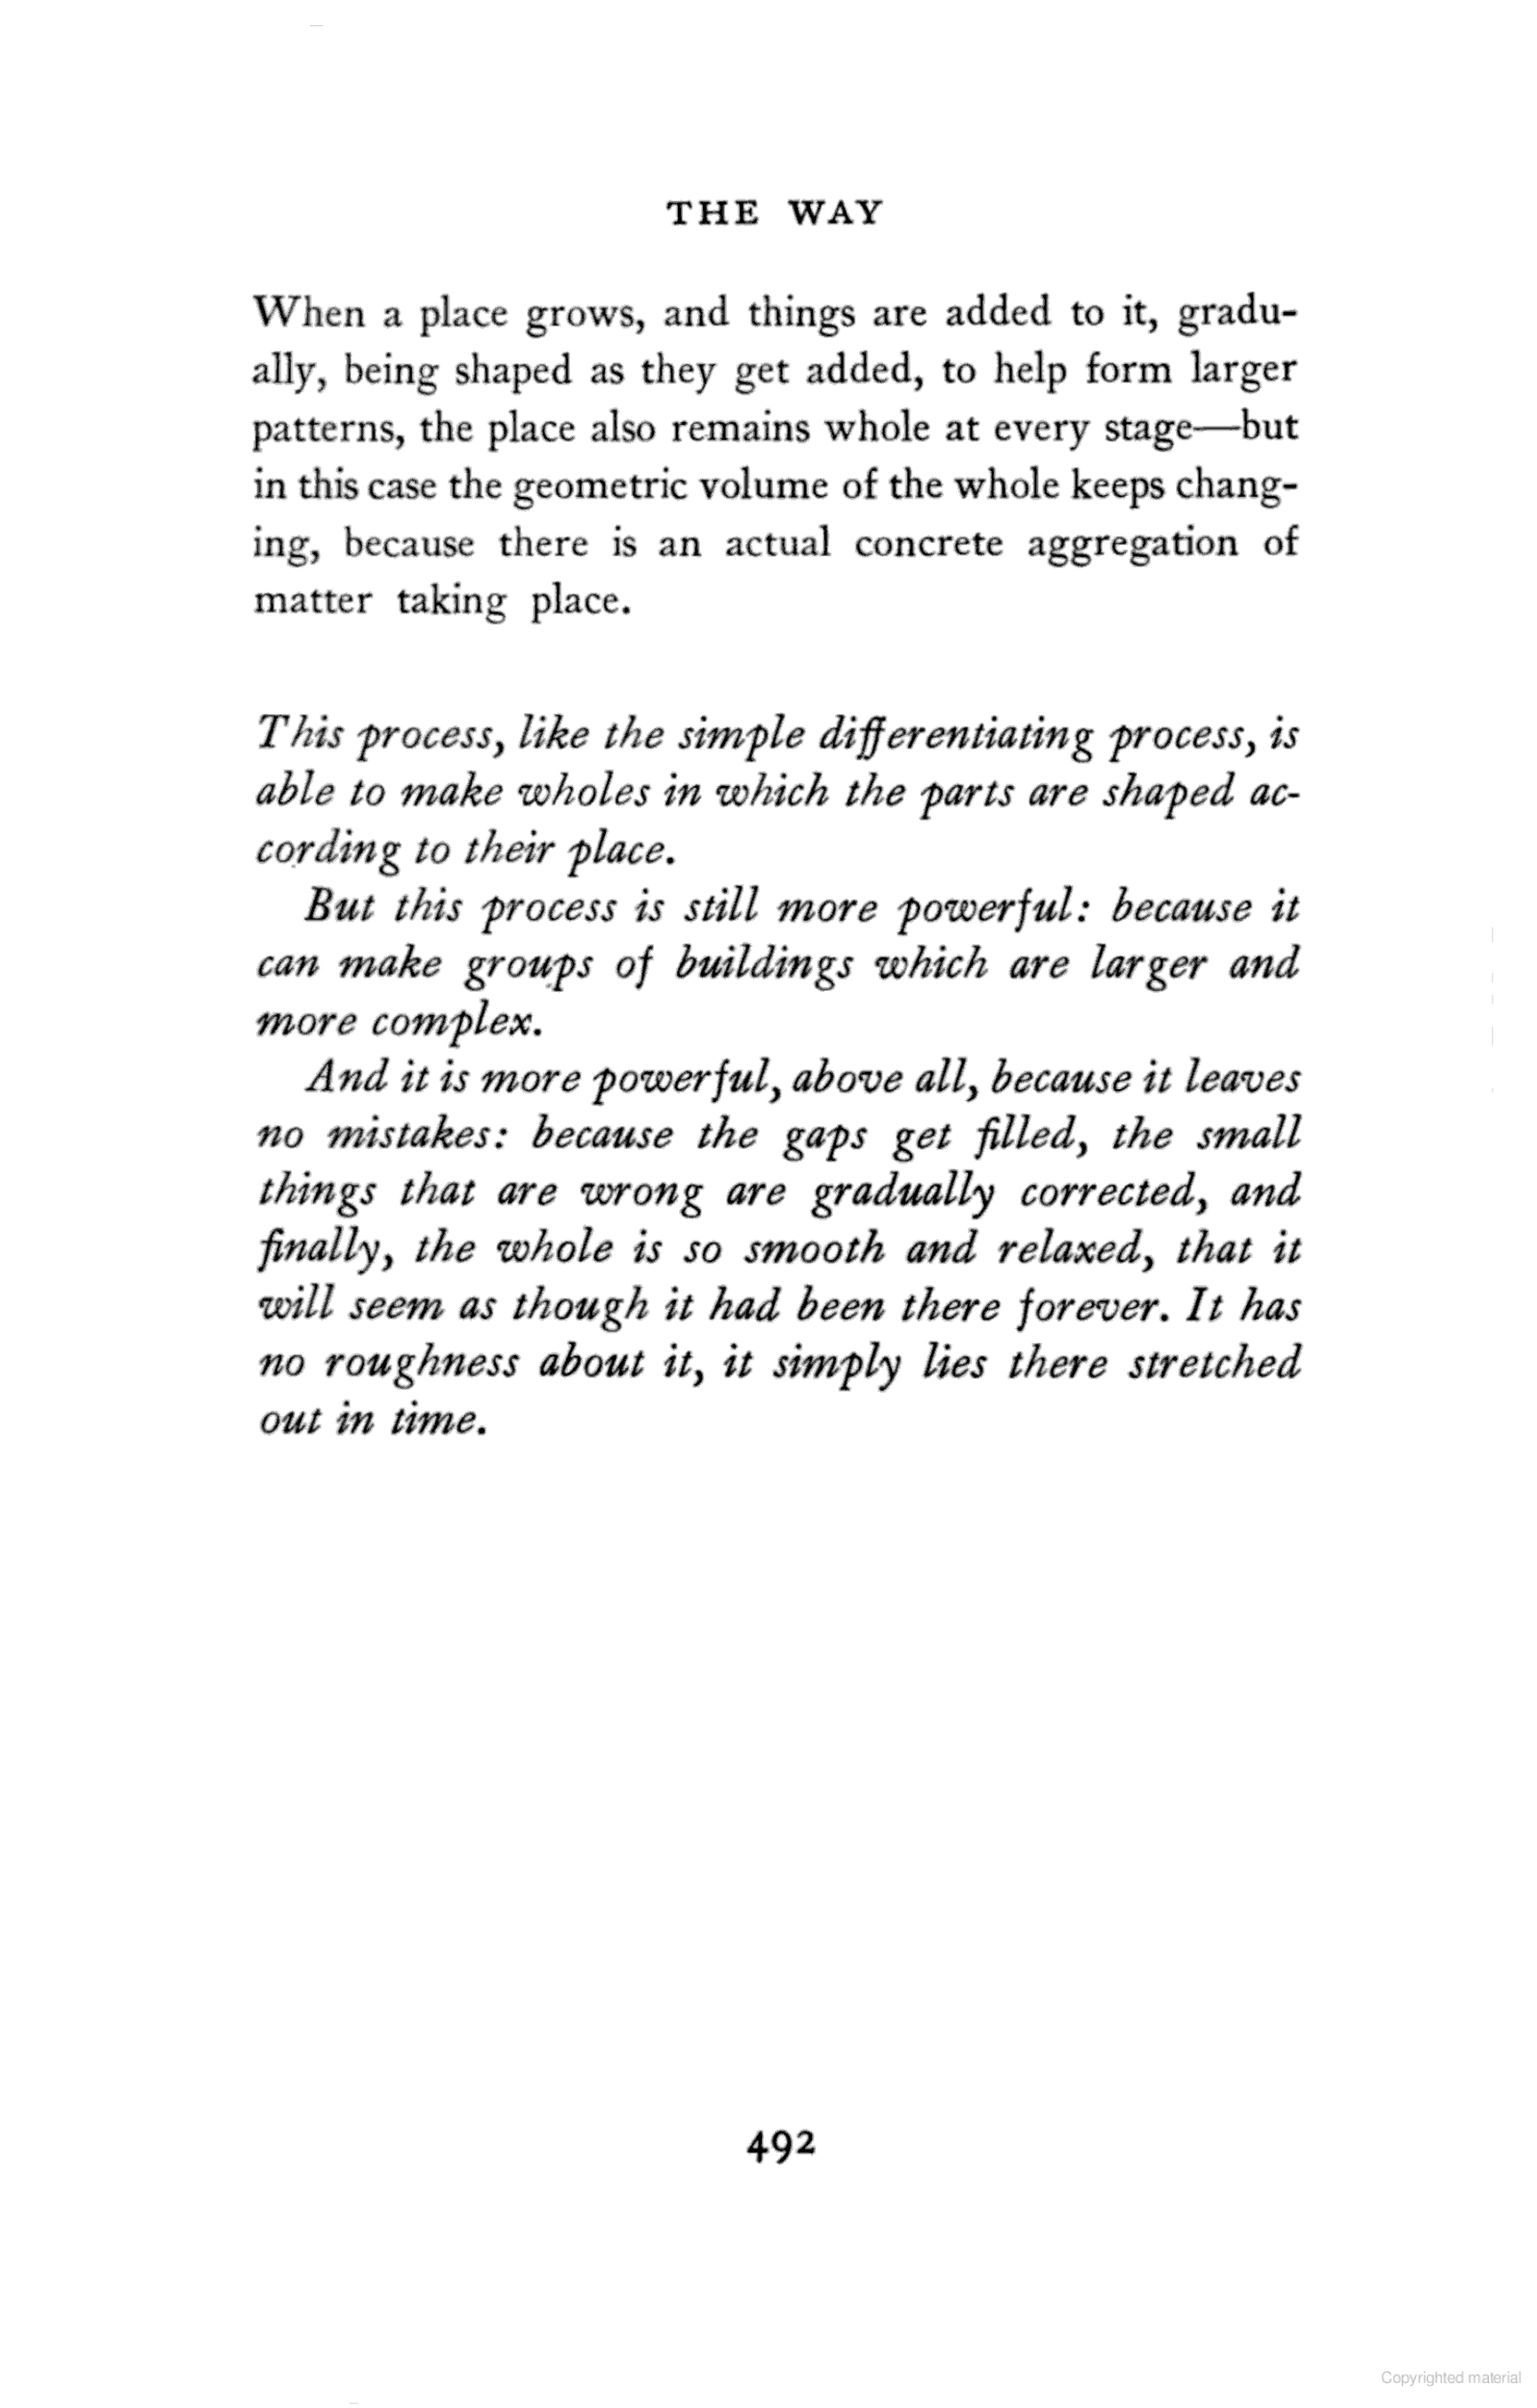 THE WAY
When a place grows, and things are added to it, gradu-
ally, being shaped as they get added, to help form larger
patterns, the place also remains whole at every stage—but
in this case the geometric volume of the whole keeps chang-
ing, because there is an actual concrete aggregation of
matter taking place.
This process, like the simple differentiating process, is
able to make wholes in which the parts are shaped ac-
cording to their place.
But this process is still more powerful: because it
can make groups of buildings which are larger and
more complex.
And it is more powerful, above all, because it leaves
no mistakes: because the gaps get filled, the small
things that are wrong are gradually corrected, and
finally, the whole is so smooth and relaxed, that it
will seem as though it had been there forever. It has
no roughness about it, it simply lies there stretched
out in time.
492
Copyrighted material